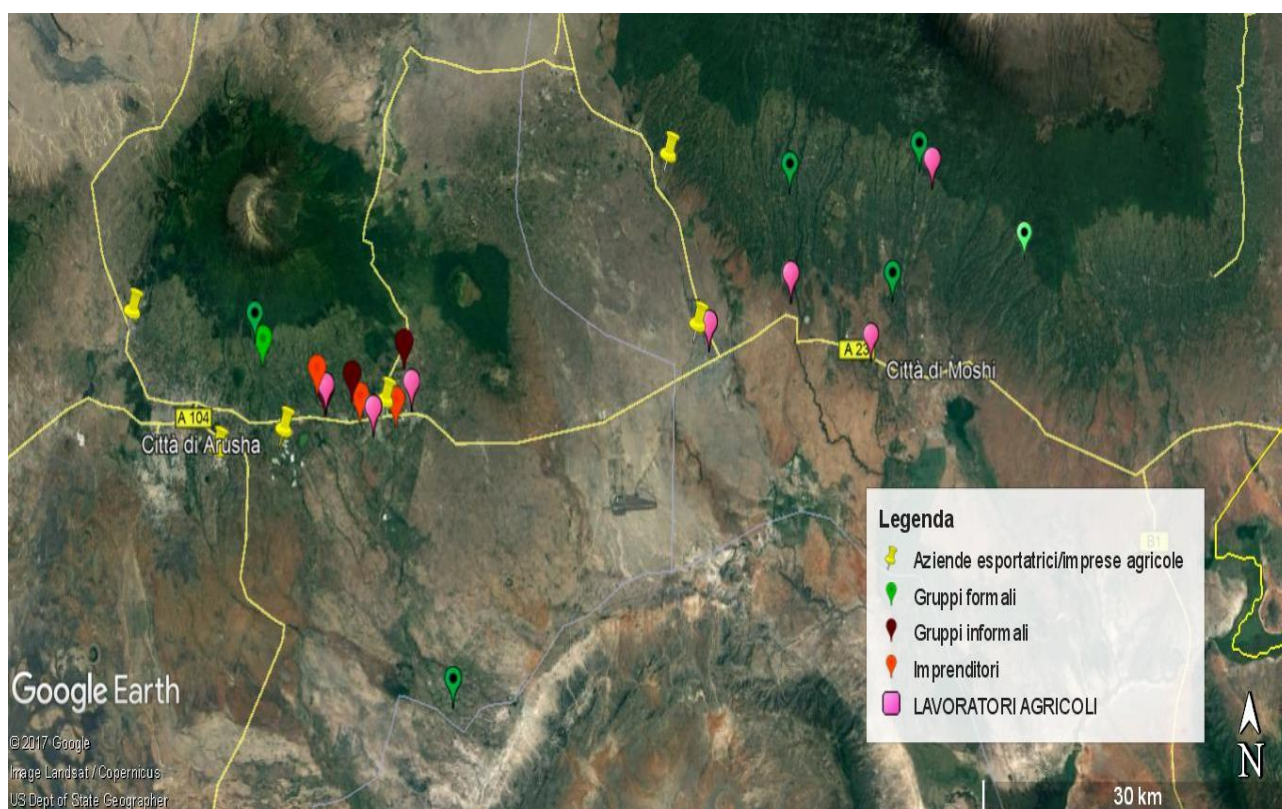 A 23
Città di Moshi
A 104
Città di Arusha
Legenda
Aziende esportatrici/imprese agricole
Gruppi formali
Gruppi informali
Imprenditori
LAVORATORI AGRICOLI
B1
Google Earth
© 2017 Google
Image Landsat / Copernicus
US Dept of State Geographer
N
30 km